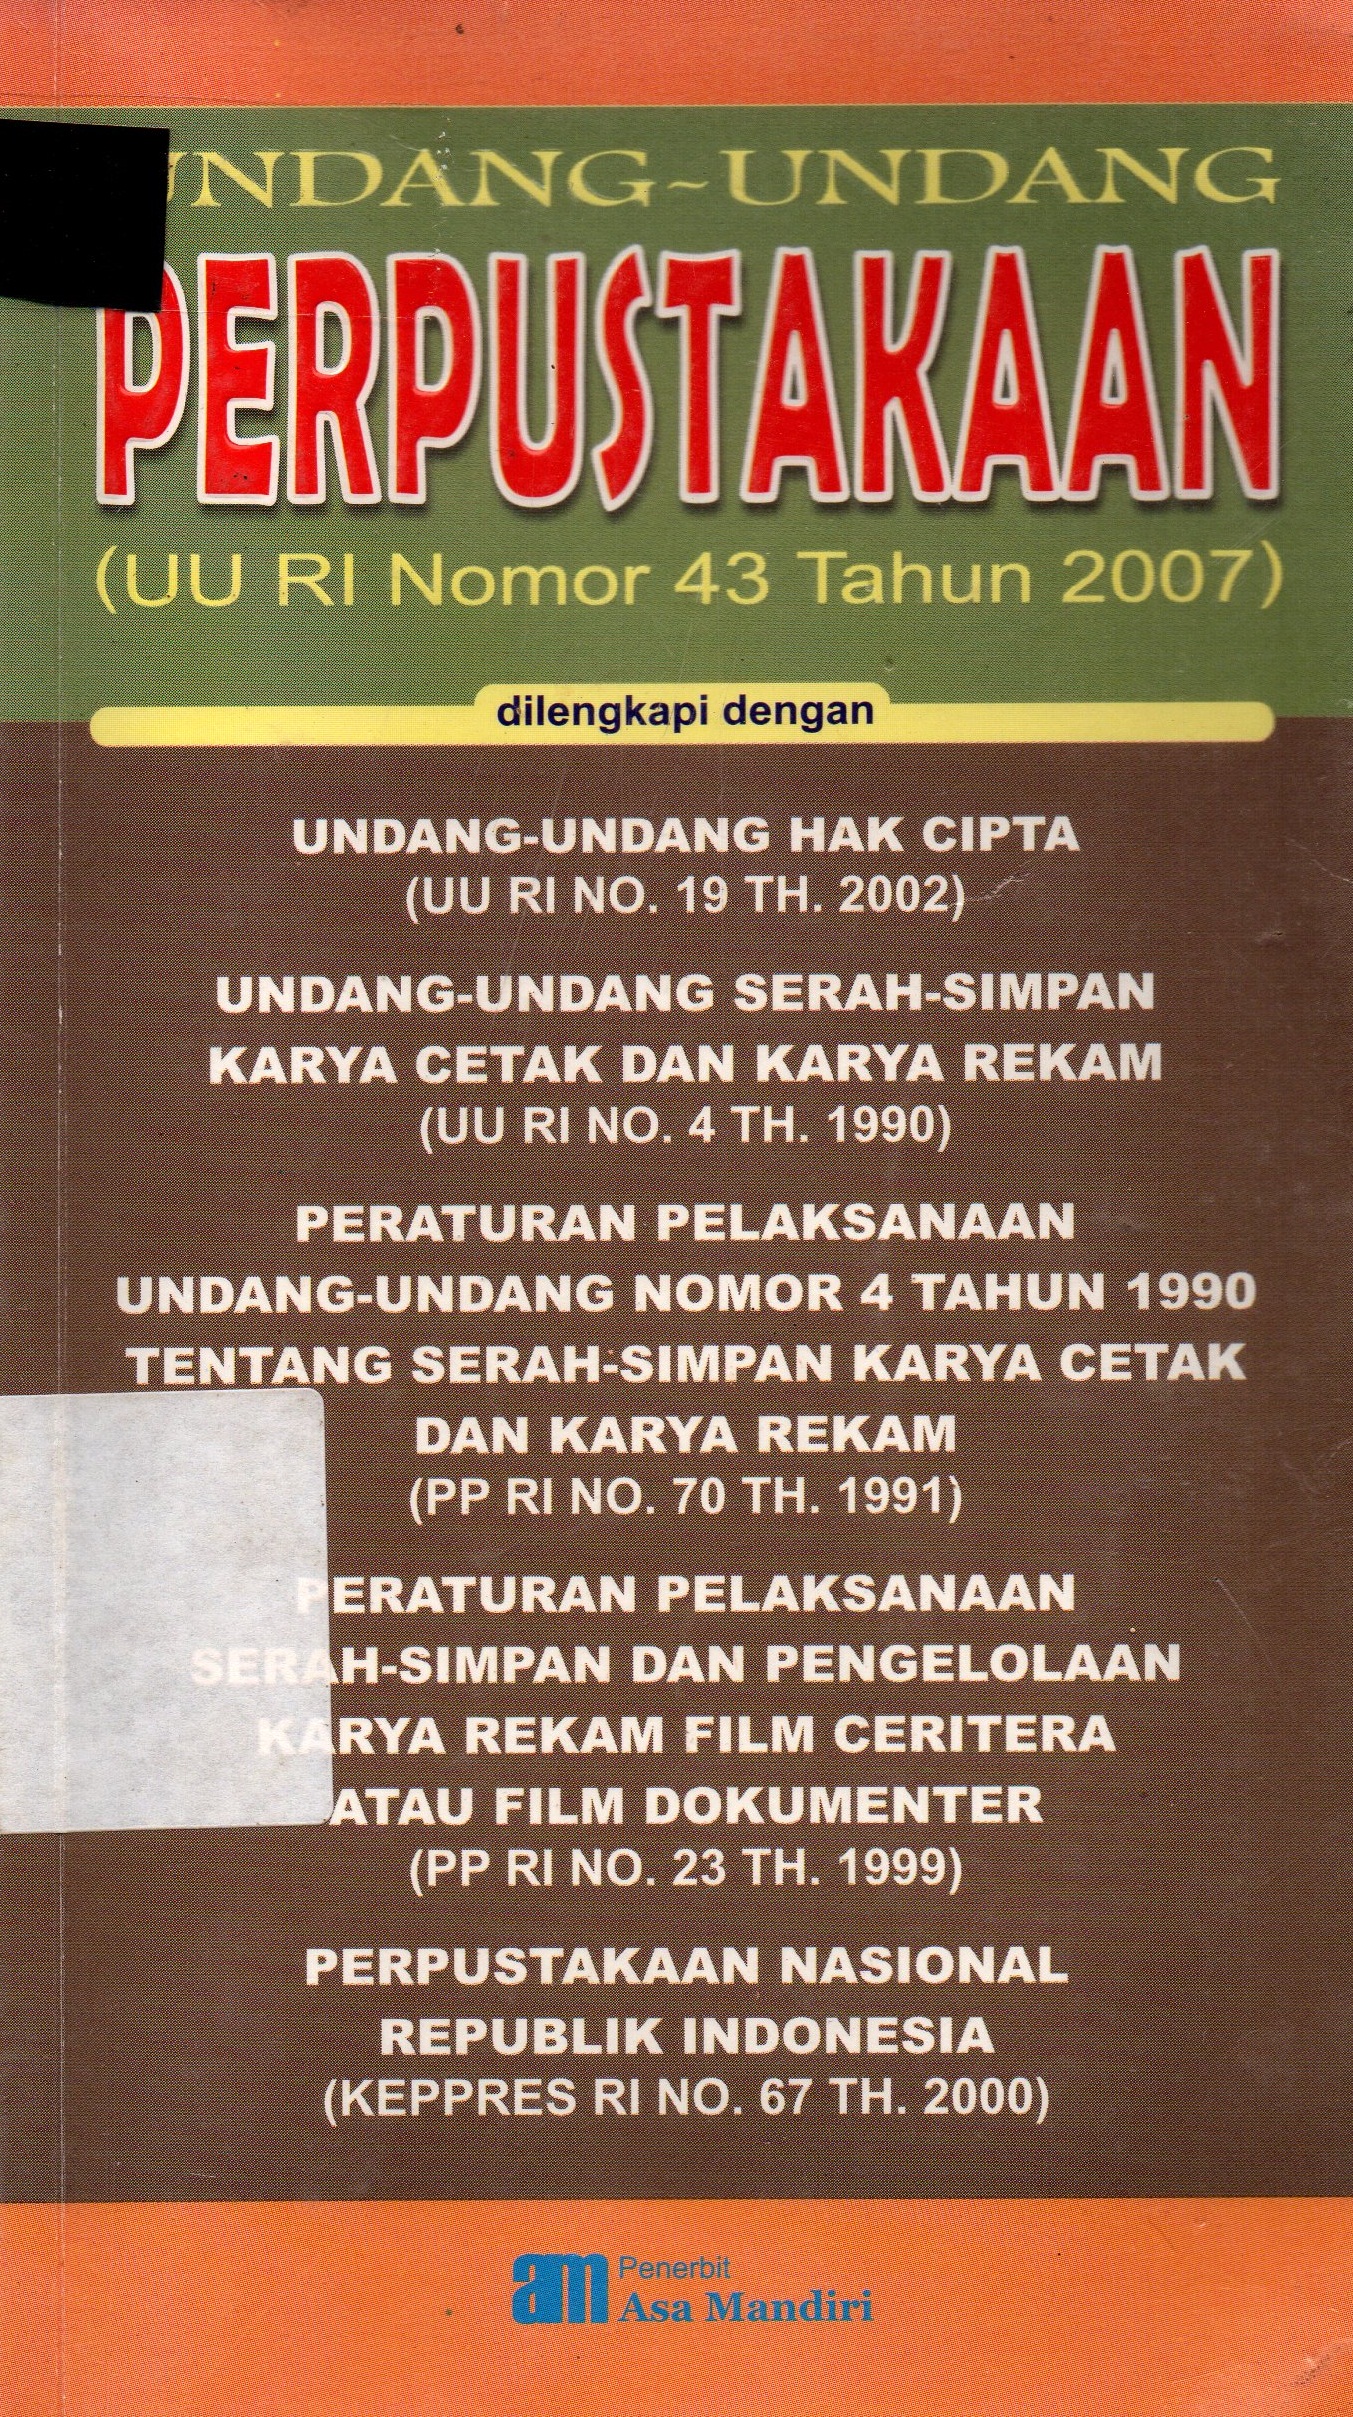 UNDANG-UNDANG
PERPUSTAKAAN
(UU RI Nomor 43 Tahun 2007)
dilengkapi dengan
UNDANG-UNDANG HAK CIPTA
(UU RI NO. 19 TH. 2002)
UNDANG-UNDANG SERAH-SIMPAN
KARYA CETAK DAN KARYA REKAM
(UU RI NO. 4 TH. 1990)
PERATURAN PELAKSANAAN
UNDANG-UNDANG NOMOR 4 TAHUN 1990
TENTANG SERAH-SIMPAN KARYA CETAK
DAN KARYA REKAM
(PP RI NO. 70 TH. 1991)
PERATURAN PELAKSANAAN
SERAH-SIMPAN DAN PENGELOLAAN
KARYA REKAM FILM CERITERA
ATAU FILM DOKUMENTER
(PP RI NO. 23 TH. 1999)
PERPUSTAKAAN NASIONAL
REPUBLIK INDONESIA
(KEPPRES RI NO. 67 TH. 2000)
am Penerbit
Asa Mandiri